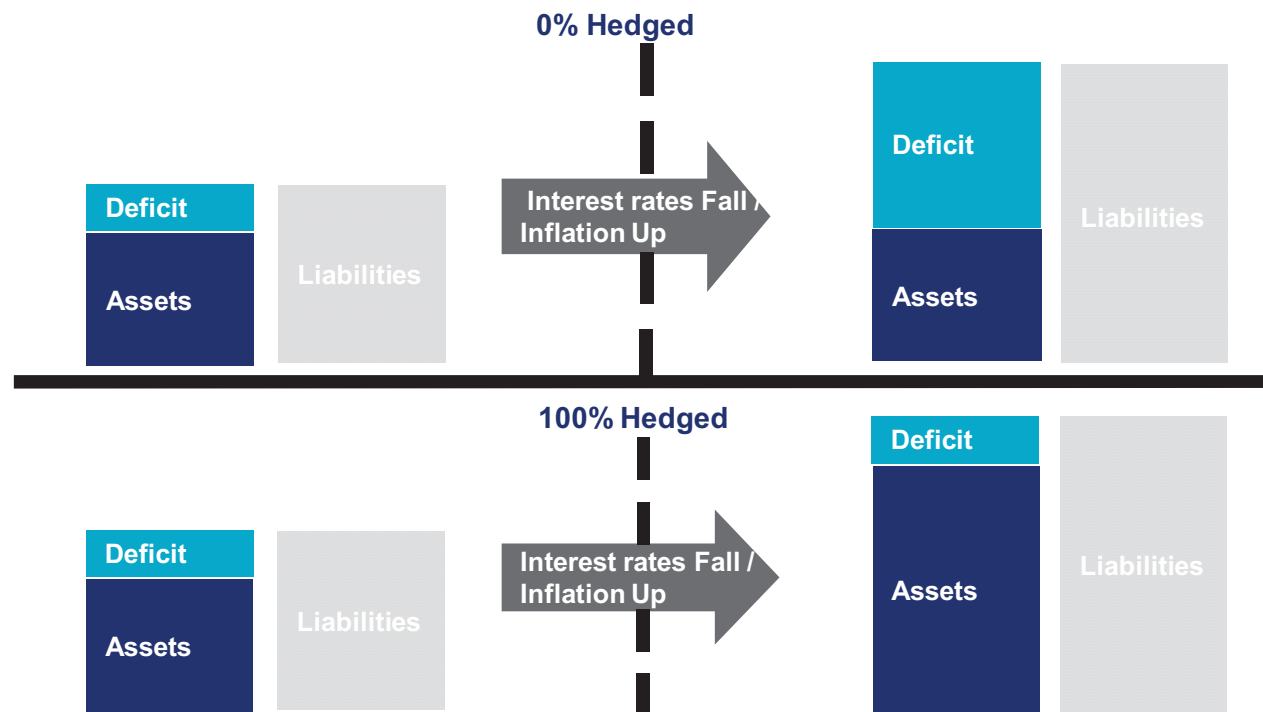 0% Hedged
Deficit
Assets
Liabilities
Interest rates Fall /
Inflation Up
Deficit
Assets
Liabilities
100% Hedged
Deficit
Assets
Liabilities
Interest rates Fall /
Inflation Up
Deficit
Assets
Liabilities